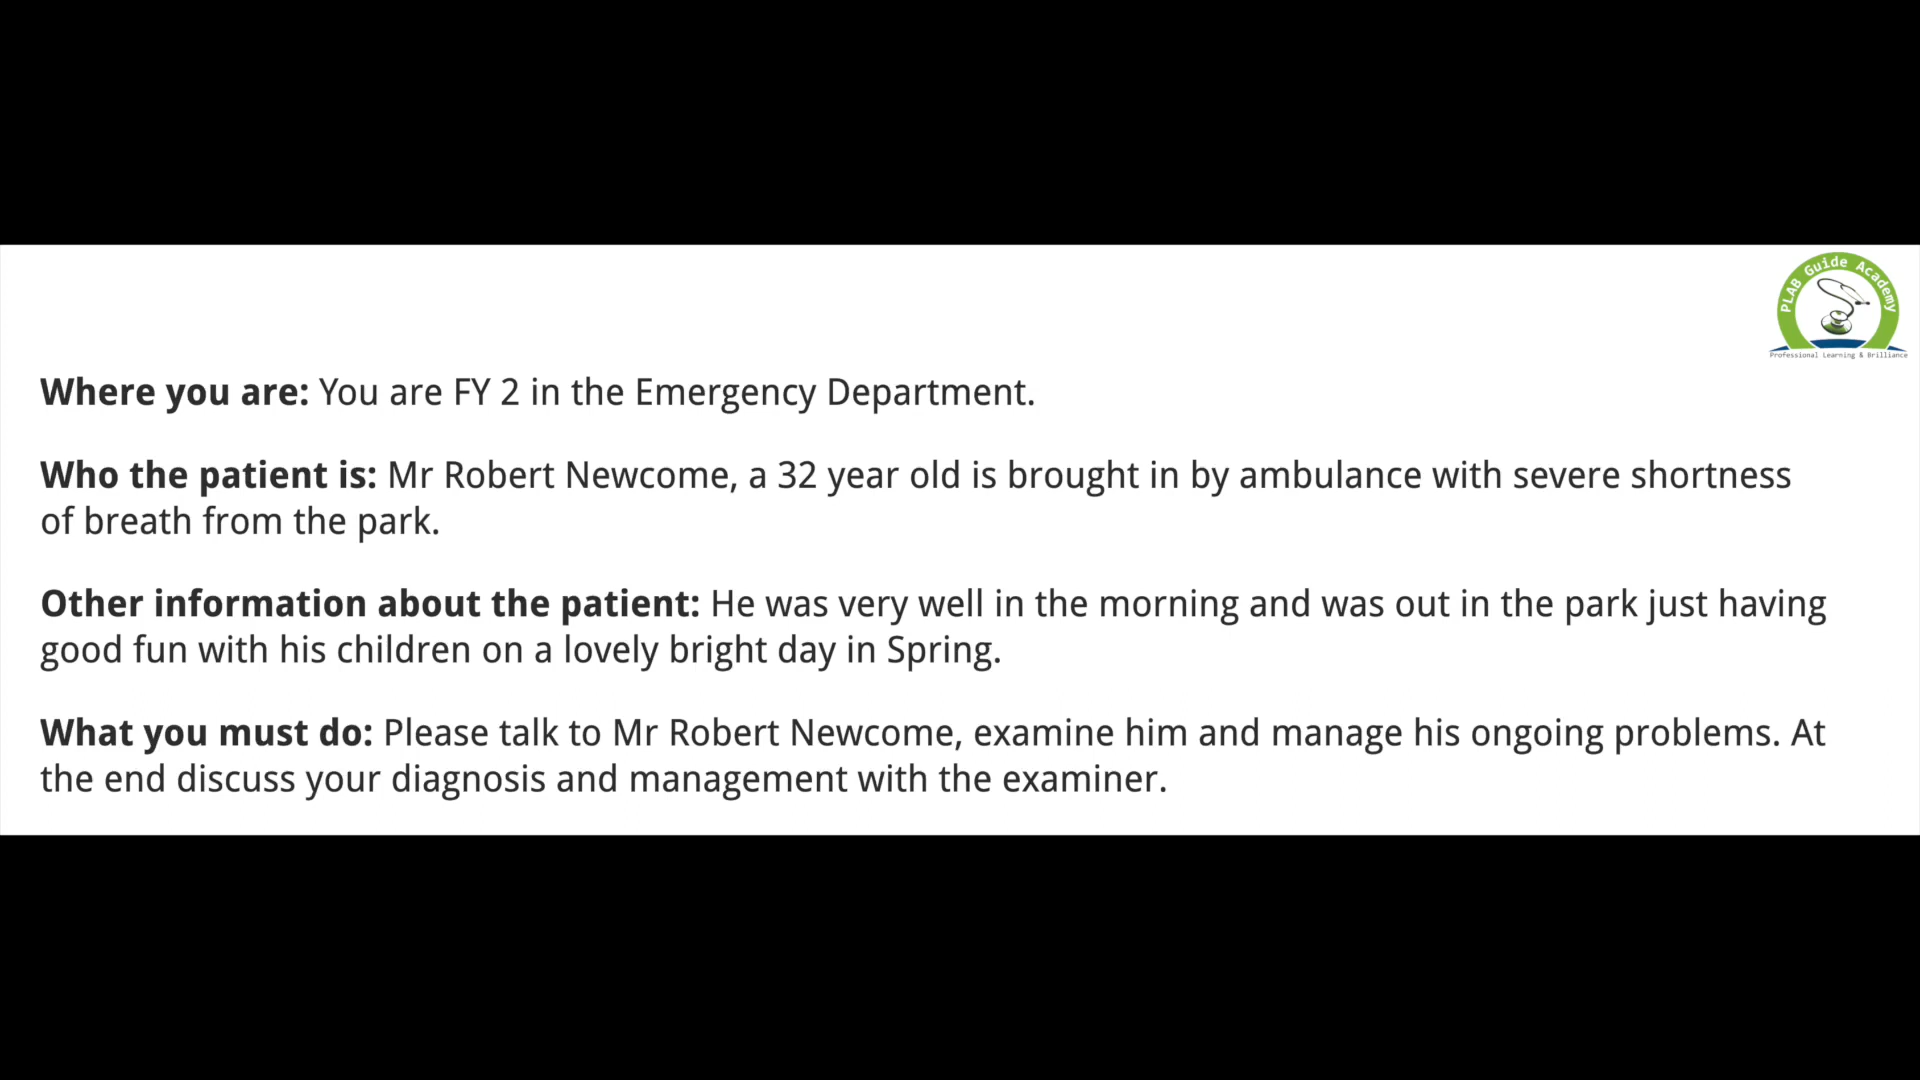 PLAB Guide Academy
Professional Learning & Brilliance
Where you are: You are FY 2 in the Emergency Department.
Who the patient is: Mr Robert Newcome, a 32 year old is brought in by ambulance with severe shortness
of breath from the park.
Other information about the patient: He was very well in the morning and was out in the park just having
good fun with his children on a lovely bright day in Spring.
What you must do: Please talk to Mr Robert Newcome, examine him and manage his ongoing problems. At
the end discuss your diagnosis and management with the examiner.